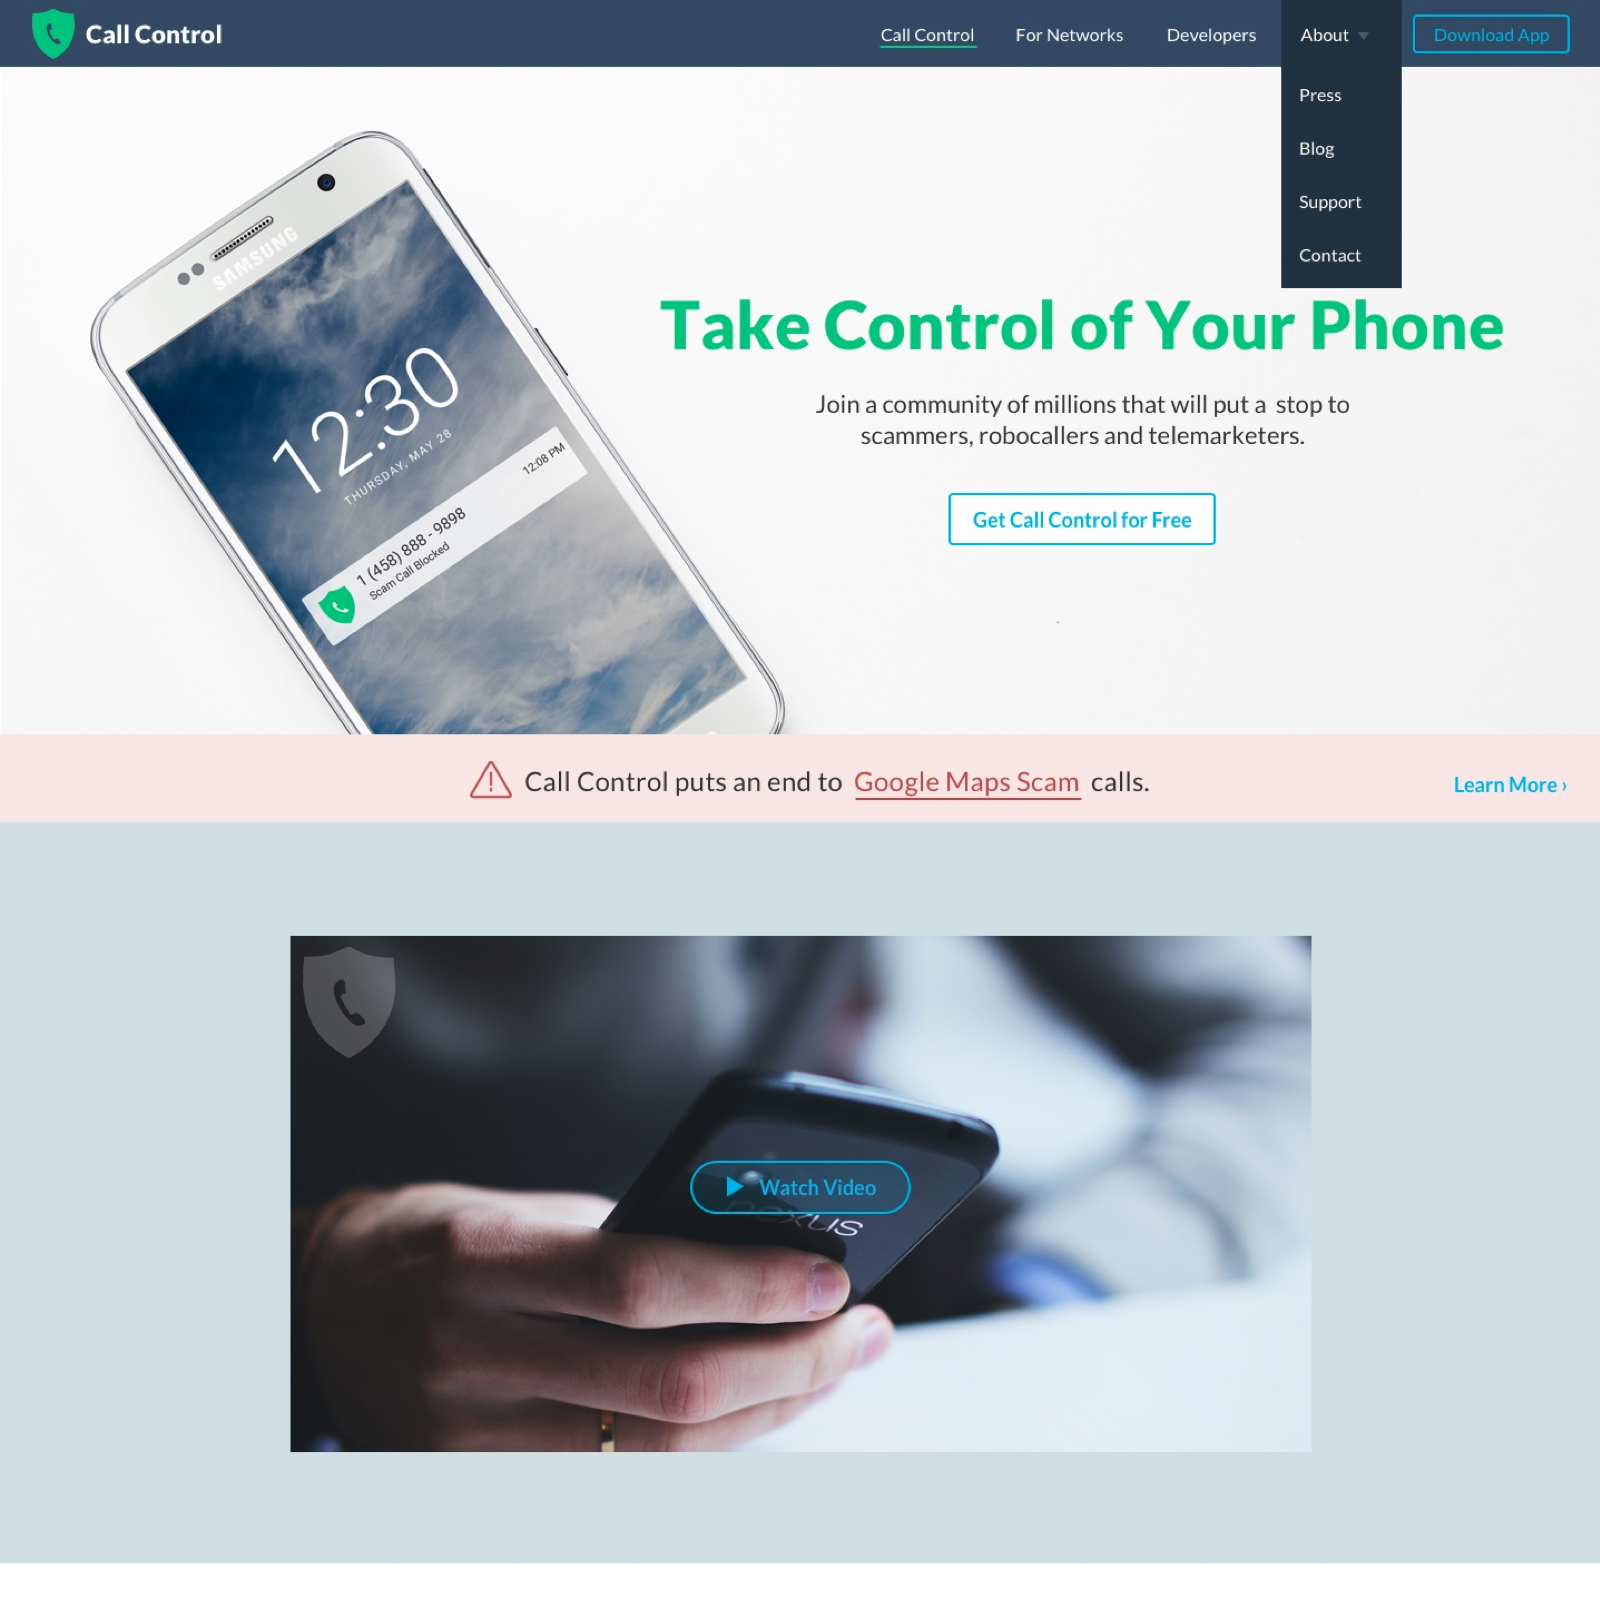 Call Control
Call Control
For Networks
Developers
About
Download App
Press
Blog
Support
Contact
SAMSUNG
12:30
THURSDAY, MAY 28
12:08 PM
1 (458) 888 - 9898
Scam Call Blocked
Take Control of Your Phone
Join a community of millions that will put a stop to
scammers, robocallers and telemarketers.
Get Call Control for Free
Call Control puts an end to Google Maps Scam calls.
Learn More ›
Watch Video
nexus